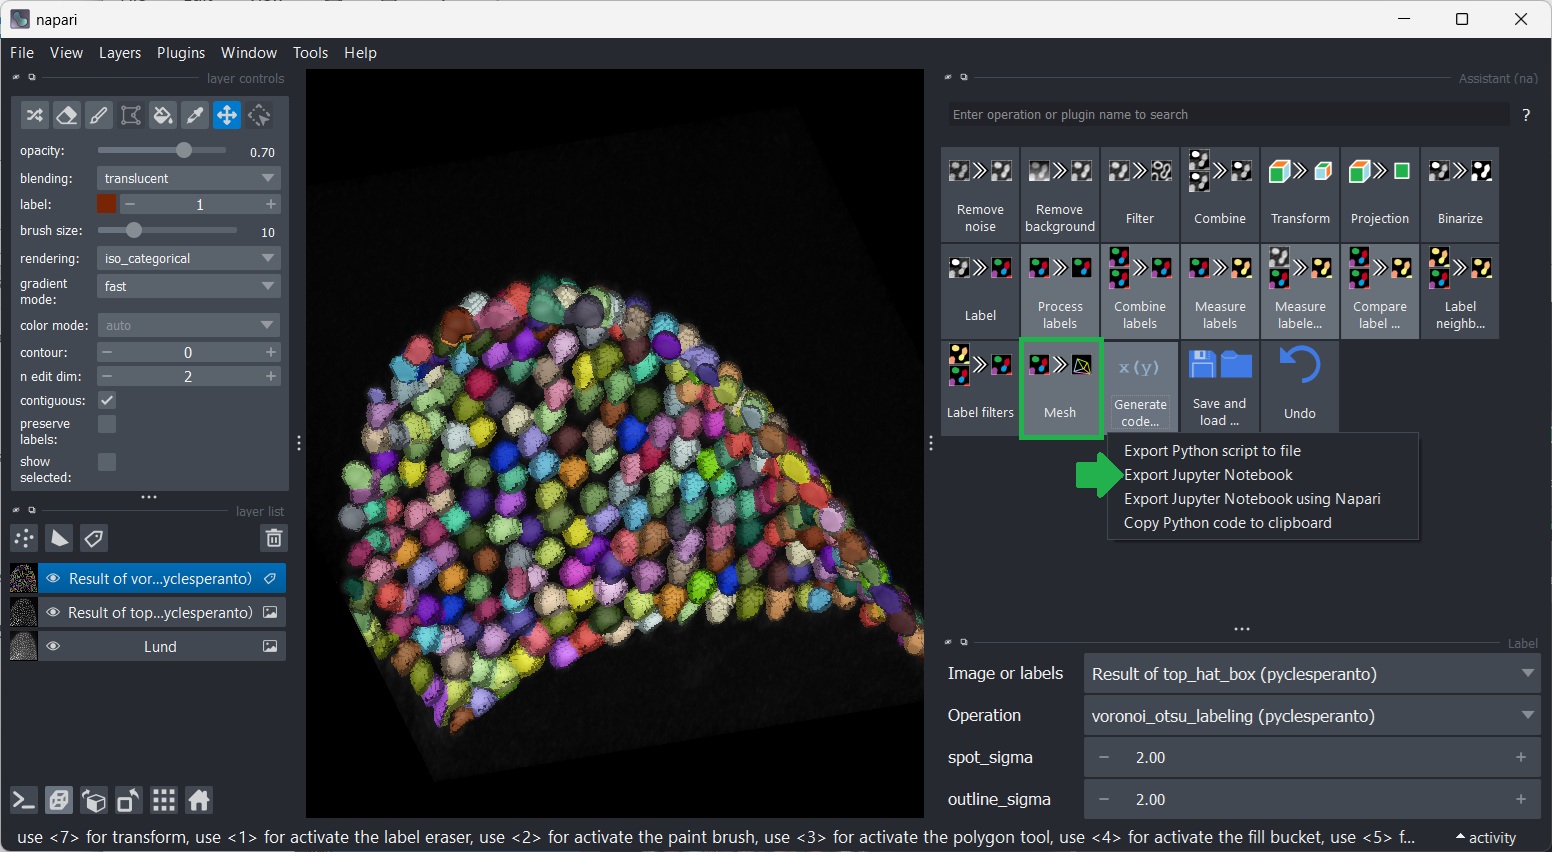 napari
File View Layers Plugins Window Tools Help
layer controls
opacity: 0.70
blending: translucent
label: 1
brush size: 10
rendering: iso_categorical
gradient
mode: fast
color mode: auto
contour: 0
n edit dim: 2
contiguous:
preserve
labels:
show
selected:
layer list
Result of vor...yclesperanto)
Result of top...yclesperanto)
Lund
Assistant (na)
Enter operation or plugin name to search ?
Remove
noise
Remove
background
Filter
Combine
Transform
Projection
Binarize
Label
Process
labels
Combine
labels
Measure
labels
Measure
labele...
Compare
label ...
Label
neighb...
Label filters
Mesh
x(y)
Generate
code...
Save and
load ...
Undo
Export Python script to file
Export Jupyter Notebook
Export Jupyter Notebook using Napari
Copy Python code to clipboard
Label
Image or labels Result of top_hat_box (pyclesperanto)
Operation voronoi_otsu_labeling (pyclesperanto)
spot_sigma 2.00
outline_sigma 2.00
use <7> for transform, use <1> for activate the label eraser, use <2> for activate the paint brush, use <3> for activate the polygon tool, use <4> for activate the fill bucket, use <5> f... activity